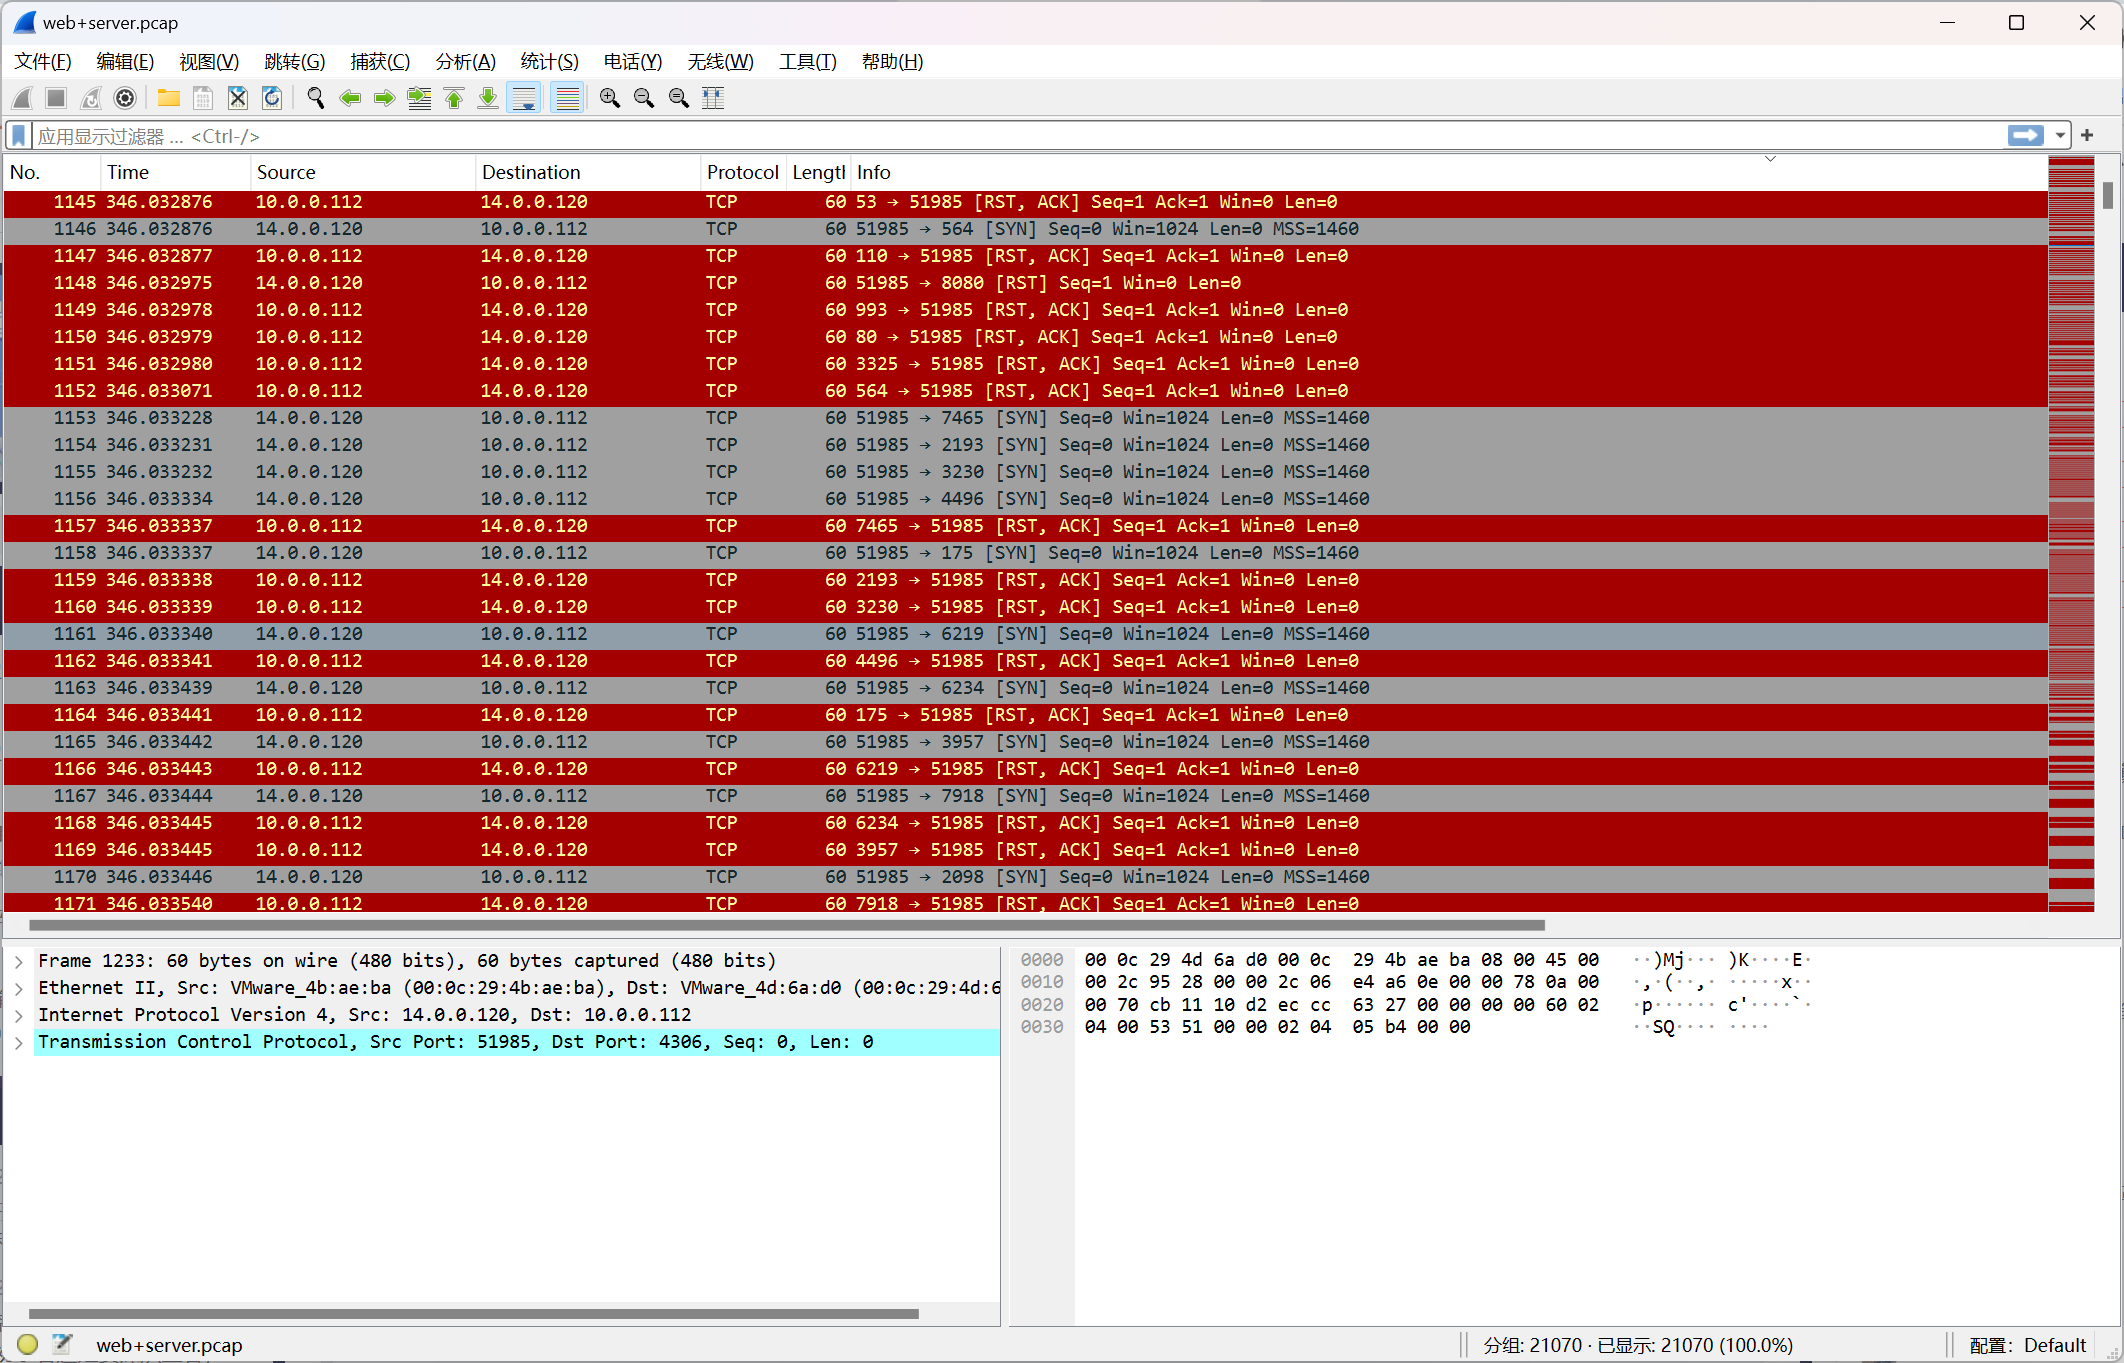 web+server.pcap
文件(F) 编辑(E) 视图(V) 跳转(G) 捕获(C) 分析(A) 统计(S) 电话(Y) 无线(W) 工具(T) 帮助(H)
应用显示过滤器 … <Ctrl-/>
No. Time Source Destination Protocol Lengtl Info
1145 346.032876 10.0.0.112 14.0.0.120 TCP 60 53 → 51985 [RST, ACK] Seq=1 Ack=1 Win=0 Len=0
1146 346.032876 14.0.0.120 10.0.0.112 TCP 60 51985 → 564 [SYN] Seq=0 Win=1024 Len=0 MSS=1460
1147 346.032877 10.0.0.112 14.0.0.120 TCP 60 110 → 51985 [RST, ACK] Seq=1 Ack=1 Win=0 Len=0
1148 346.032975 14.0.0.120 10.0.0.112 TCP 60 51985 → 8080 [RST] Seq=1 Win=0 Len=0
1149 346.032978 10.0.0.112 14.0.0.120 TCP 60 993 → 51985 [RST, ACK] Seq=1 Ack=1 Win=0 Len=0
1150 346.032979 10.0.0.112 14.0.0.120 TCP 60 80 → 51985 [RST, ACK] Seq=1 Ack=1 Win=0 Len=0
1151 346.032980 10.0.0.112 14.0.0.120 TCP 60 3325 → 51985 [RST, ACK] Seq=1 Ack=1 Win=0 Len=0
1152 346.033071 10.0.0.112 14.0.0.120 TCP 60 564 → 51985 [RST, ACK] Seq=1 Ack=1 Win=0 Len=0
1153 346.033228 14.0.0.120 10.0.0.112 TCP 60 51985 → 7465 [SYN] Seq=0 Win=1024 Len=0 MSS=1460
1154 346.033231 14.0.0.120 10.0.0.112 TCP 60 51985 → 2193 [SYN] Seq=0 Win=1024 Len=0 MSS=1460
1155 346.033232 14.0.0.120 10.0.0.112 TCP 60 51985 → 3230 [SYN] Seq=0 Win=1024 Len=0 MSS=1460
1156 346.033334 14.0.0.120 10.0.0.112 TCP 60 51985 → 4496 [SYN] Seq=0 Win=1024 Len=0 MSS=1460
1157 346.033337 10.0.0.112 14.0.0.120 TCP 60 7465 → 51985 [RST, ACK] Seq=1 Ack=1 Win=0 Len=0
1158 346.033337 14.0.0.120 10.0.0.112 TCP 60 51985 → 175 [SYN] Seq=0 Win=1024 Len=0 MSS=1460
1159 346.033338 10.0.0.112 14.0.0.120 TCP 60 2193 → 51985 [RST, ACK] Seq=1 Ack=1 Win=0 Len=0
1160 346.033339 10.0.0.112 14.0.0.120 TCP 60 3230 → 51985 [RST, ACK] Seq=1 Ack=1 Win=0 Len=0
1161 346.033340 14.0.0.120 10.0.0.112 TCP 60 51985 → 6219 [SYN] Seq=0 Win=1024 Len=0 MSS=1460
1162 346.033341 10.0.0.112 14.0.0.120 TCP 60 4496 → 51985 [RST, ACK] Seq=1 Ack=1 Win=0 Len=0
1163 346.033439 14.0.0.120 10.0.0.112 TCP 60 51985 → 6234 [SYN] Seq=0 Win=1024 Len=0 MSS=1460
1164 346.033441 10.0.0.112 14.0.0.120 TCP 60 175 → 51985 [RST, ACK] Seq=1 Ack=1 Win=0 Len=0
1165 346.033442 14.0.0.120 10.0.0.112 TCP 60 51985 → 3957 [SYN] Seq=0 Win=1024 Len=0 MSS=1460
1166 346.033443 10.0.0.112 14.0.0.120 TCP 60 6219 → 51985 [RST, ACK] Seq=1 Ack=1 Win=0 Len=0
1167 346.033444 14.0.0.120 10.0.0.112 TCP 60 51985 → 7918 [SYN] Seq=0 Win=1024 Len=0 MSS=1460
1168 346.033445 10.0.0.112 14.0.0.120 TCP 60 6234 → 51985 [RST, ACK] Seq=1 Ack=1 Win=0 Len=0
1169 346.033445 10.0.0.112 14.0.0.120 TCP 60 3957 → 51985 [RST, ACK] Seq=1 Ack=1 Win=0 Len=0
1170 346.033446 14.0.0.120 10.0.0.112 TCP 60 51985 → 2098 [SYN] Seq=0 Win=1024 Len=0 MSS=1460
1171 346.033540 10.0.0.112 14.0.0.120 TCP 60 7918 → 51985 [RST, ACK] Seq=1 Ack=1 Win=0 Len=0
Frame 1233: 60 bytes on wire (480 bits), 60 bytes captured (480 bits)
Ethernet II, Src: VMware_4b:ae:ba (00:0c:29:4b:ae:ba), Dst: VMware_4d:6a:d0 (00:0c:29:4d:6
Internet Protocol Version 4, Src: 14.0.0.120, Dst: 10.0.0.112
Transmission Control Protocol, Src Port: 51985, Dst Port: 4306, Seq: 0, Len: 0
0000 00 0c 29 4d 6a d0 00 0c 29 4b ae ba 08 00 45 00 ··)Mj··· )K····E·
0010 00 2c 95 28 00 00 2c 06 e4 a6 0e 00 00 78 0a 00 ·,·(··,· ·····x··
0020 00 70 cb 11 10 d2 ec cc 63 27 00 00 00 00 60 02 ·p······ c'····`·
0030 04 00 53 51 00 00 02 04 05 b4 00 00 ··SQ···· ····
web+server.pcap
分组: 21070 · 已显示: 21070 (100.0%)
配置: Default